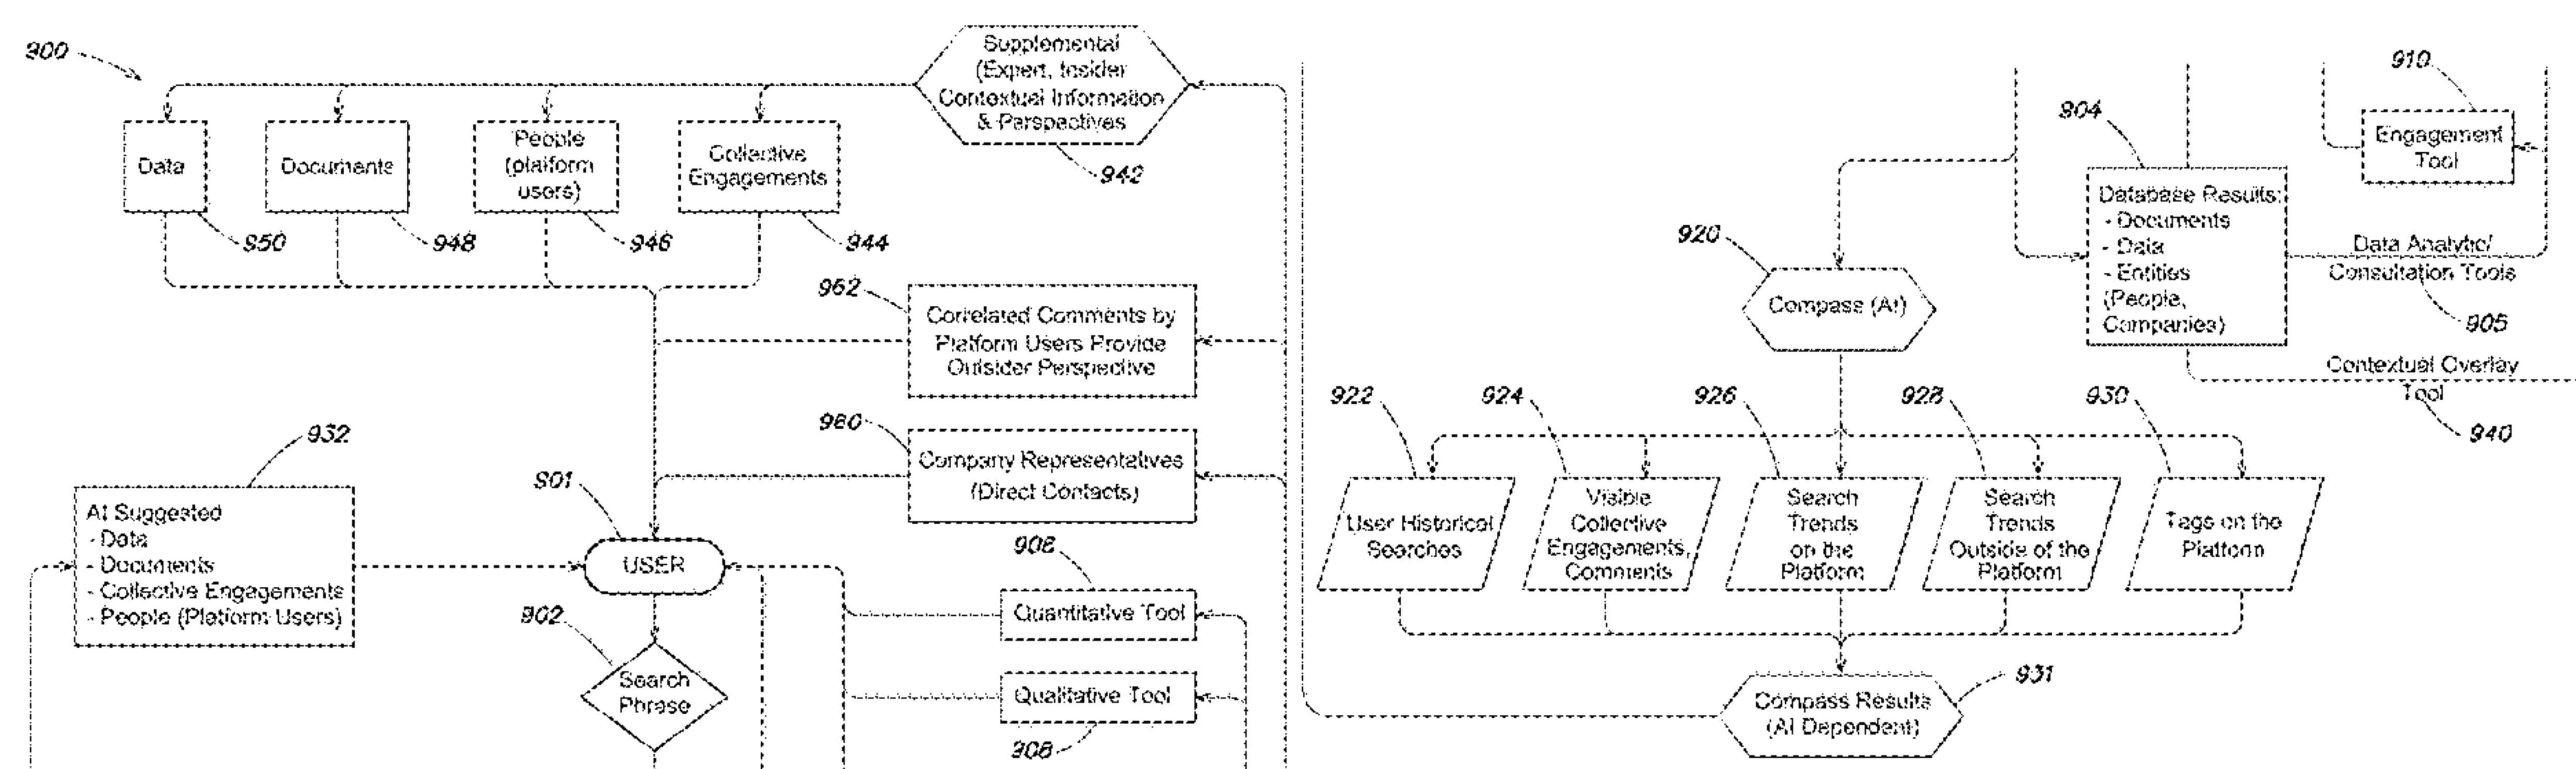 900
Supplemental
(Expert, Insider
Contextual Information
& Perspectives
942
Data
950
Documents
948
People
(platform
users)
946
Collective
Engagements
944
962
Correlated Comments by
Platform Users Provide
Outsider Perspective
960
Company Representatives
(Direct Contacts)
932
AI Suggested
- Data
- Documents
- Collective Engagements
- People (Platform Users)
901
USER
902
Search
Phrase
Quantitative Tool
Qualitative Tool
910
Engagement
Tool
904
Database Results:
- Documents
- Data
- Entities
(People,
Companies)
Data Analytic/
Consultation Tools
905
Contextual Overlay
Tool
940
920
Compass (AI)
922
User Historical
Searches
924
Visible
Collective
Engagements,
Comments
926
Search
Trends
on the
Platform
928
Search
Trends
Outside of the
Platform
930
Tags on the
Platform
931
Compass Results
(AI Dependent)